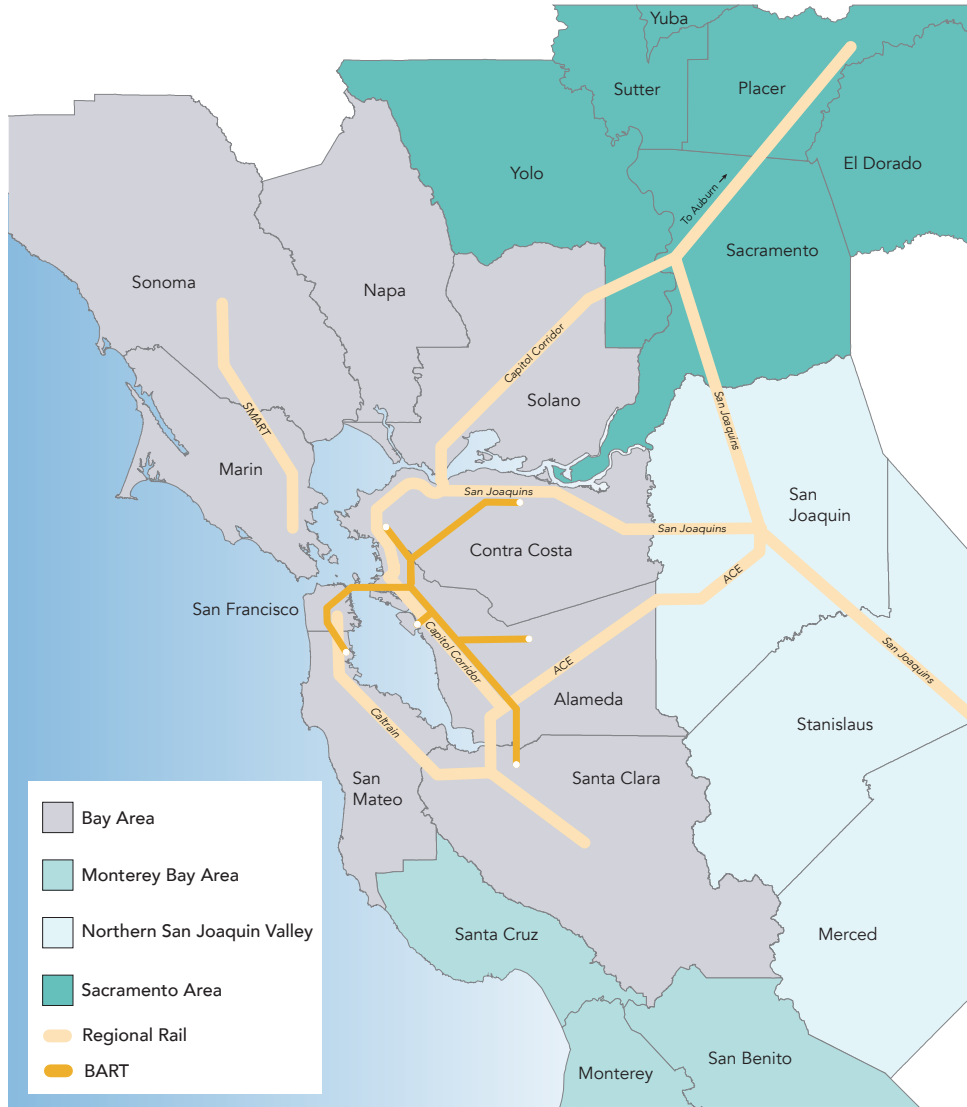 Yuba
Sutter
Placer
El Dorado
Yolo
To Auburn →
Sacramento
Sonoma
Napa
Capitol Corridor
Solano
San Joaquins
SMART
Marin
San Joaquins
San
Joaquin
San Joaquins
Contra Costa
ACE
San Francisco
Capitol Corridor
ACE
San Joaquins
Alameda
Caltrain
Stanislaus
San
Mateo
Santa Clara
Santa Cruz
Merced
San Benito
Monterey
Bay Area
Monterey Bay Area
Northern San Joaquin Valley
Sacramento Area
Regional Rail
BART